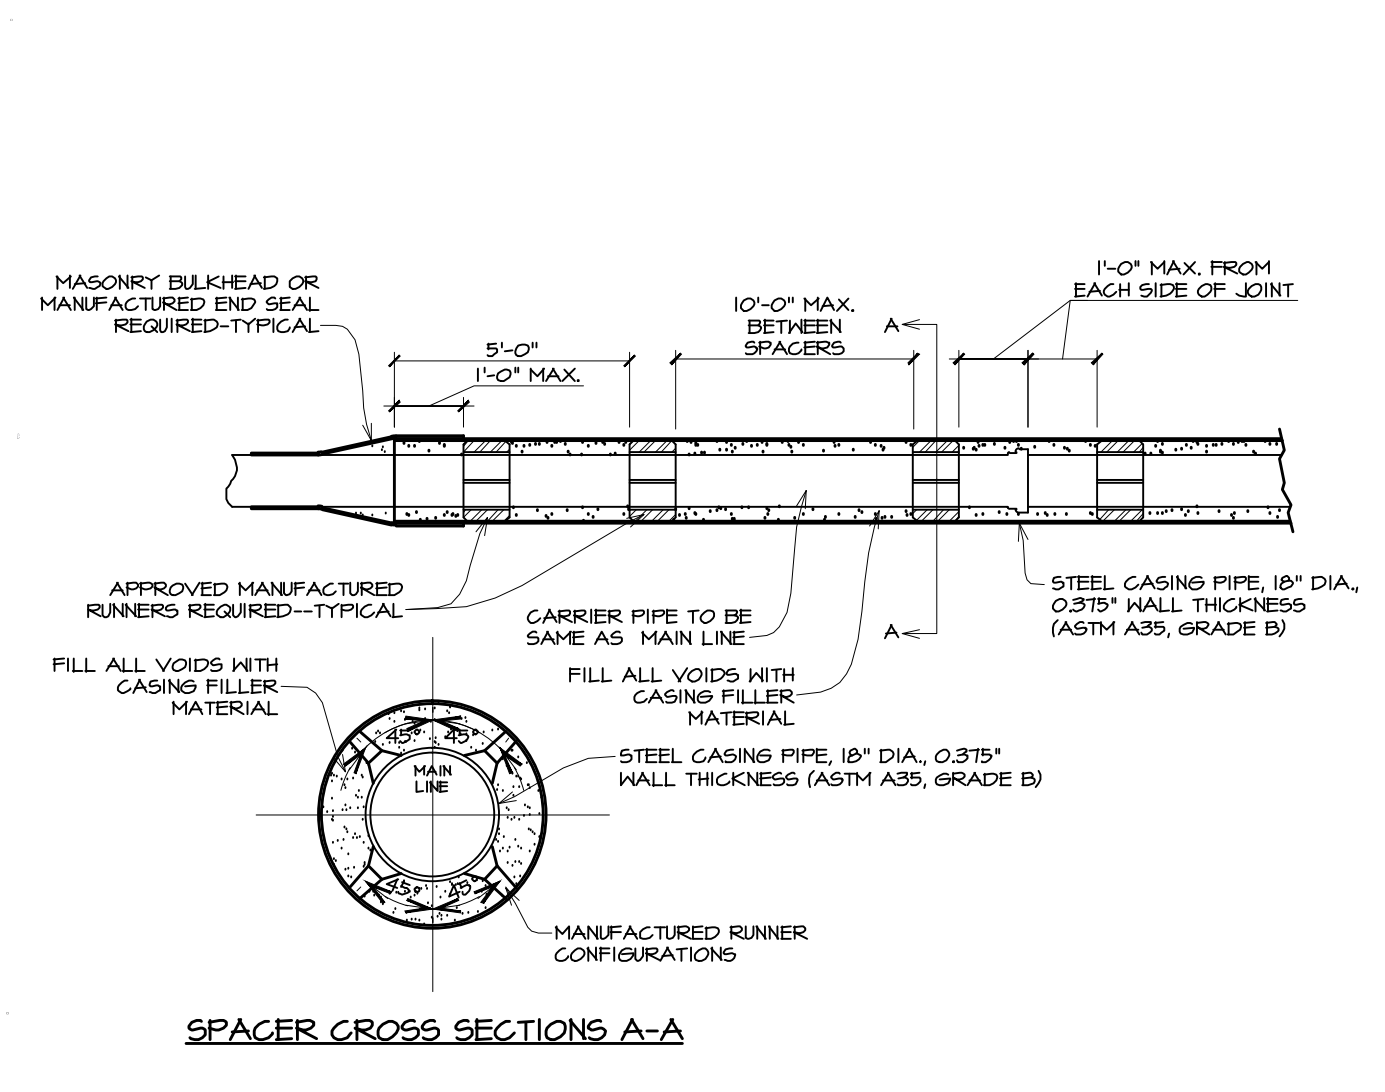 MASONRY BULKHEAD OR
MANUFACTURED END SEAL
REQUIRED-TYPICAL
5'-0"
1'-0" MAX.
10'-0" MAX.
BETWEEN
SPACERS
A
1'-0" MAX. FROM
EACH SIDE OF JOINT
APPROVED MANUFACTURED
RUNNERS REQUIRED--TYPICAL
CARRIER PIPE TO BE
SAME AS MAIN LINE
A
STEEL CASING PIPE, 18" DIA.,
0.375" WALL THICKNESS
(ASTM A35, GRADE B)
FILL ALL VOIDS WITH
CASING FILLER
MATERIAL
FILL ALL VOIDS WITH
CASING FILLER
MATERIAL
45° 45°
MAIN
LINE
STEEL CASING PIPE, 18" DIA., 0.375"
WALL THICKNESS (ASTM A35, GRADE B)
45° 45°
MANUFACTURED RUNNER
CONFIGURATIONS
SPACER CROSS SECTIONS A-A